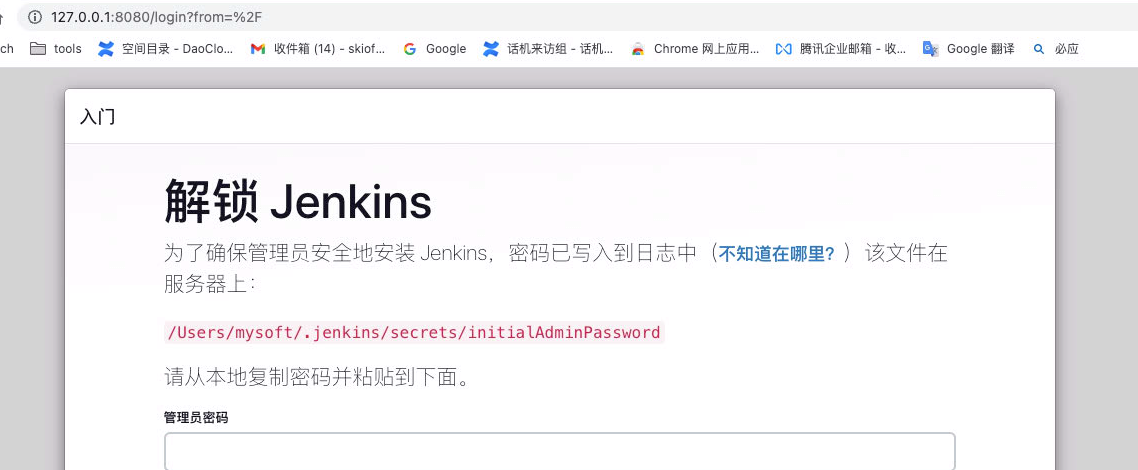 127.0.0.1:8080/login?from=%2F
ch tools 空间目录 - DaoClo... 收件箱 (14) - skiof... Google 话机来访组 - 话机... Chrome 网上应用... 腾讯企业邮箱 - 收... Google 翻译 必应
入门
解锁 Jenkins
为了确保管理员安全地安装 Jenkins，密码已写入到日志中（不知道在哪里？）该文件在
服务器上：
/Users/mysoft/.jenkins/secrets/initialAdminPassword
请从本地复制密码并粘贴到下面。
管理员密码